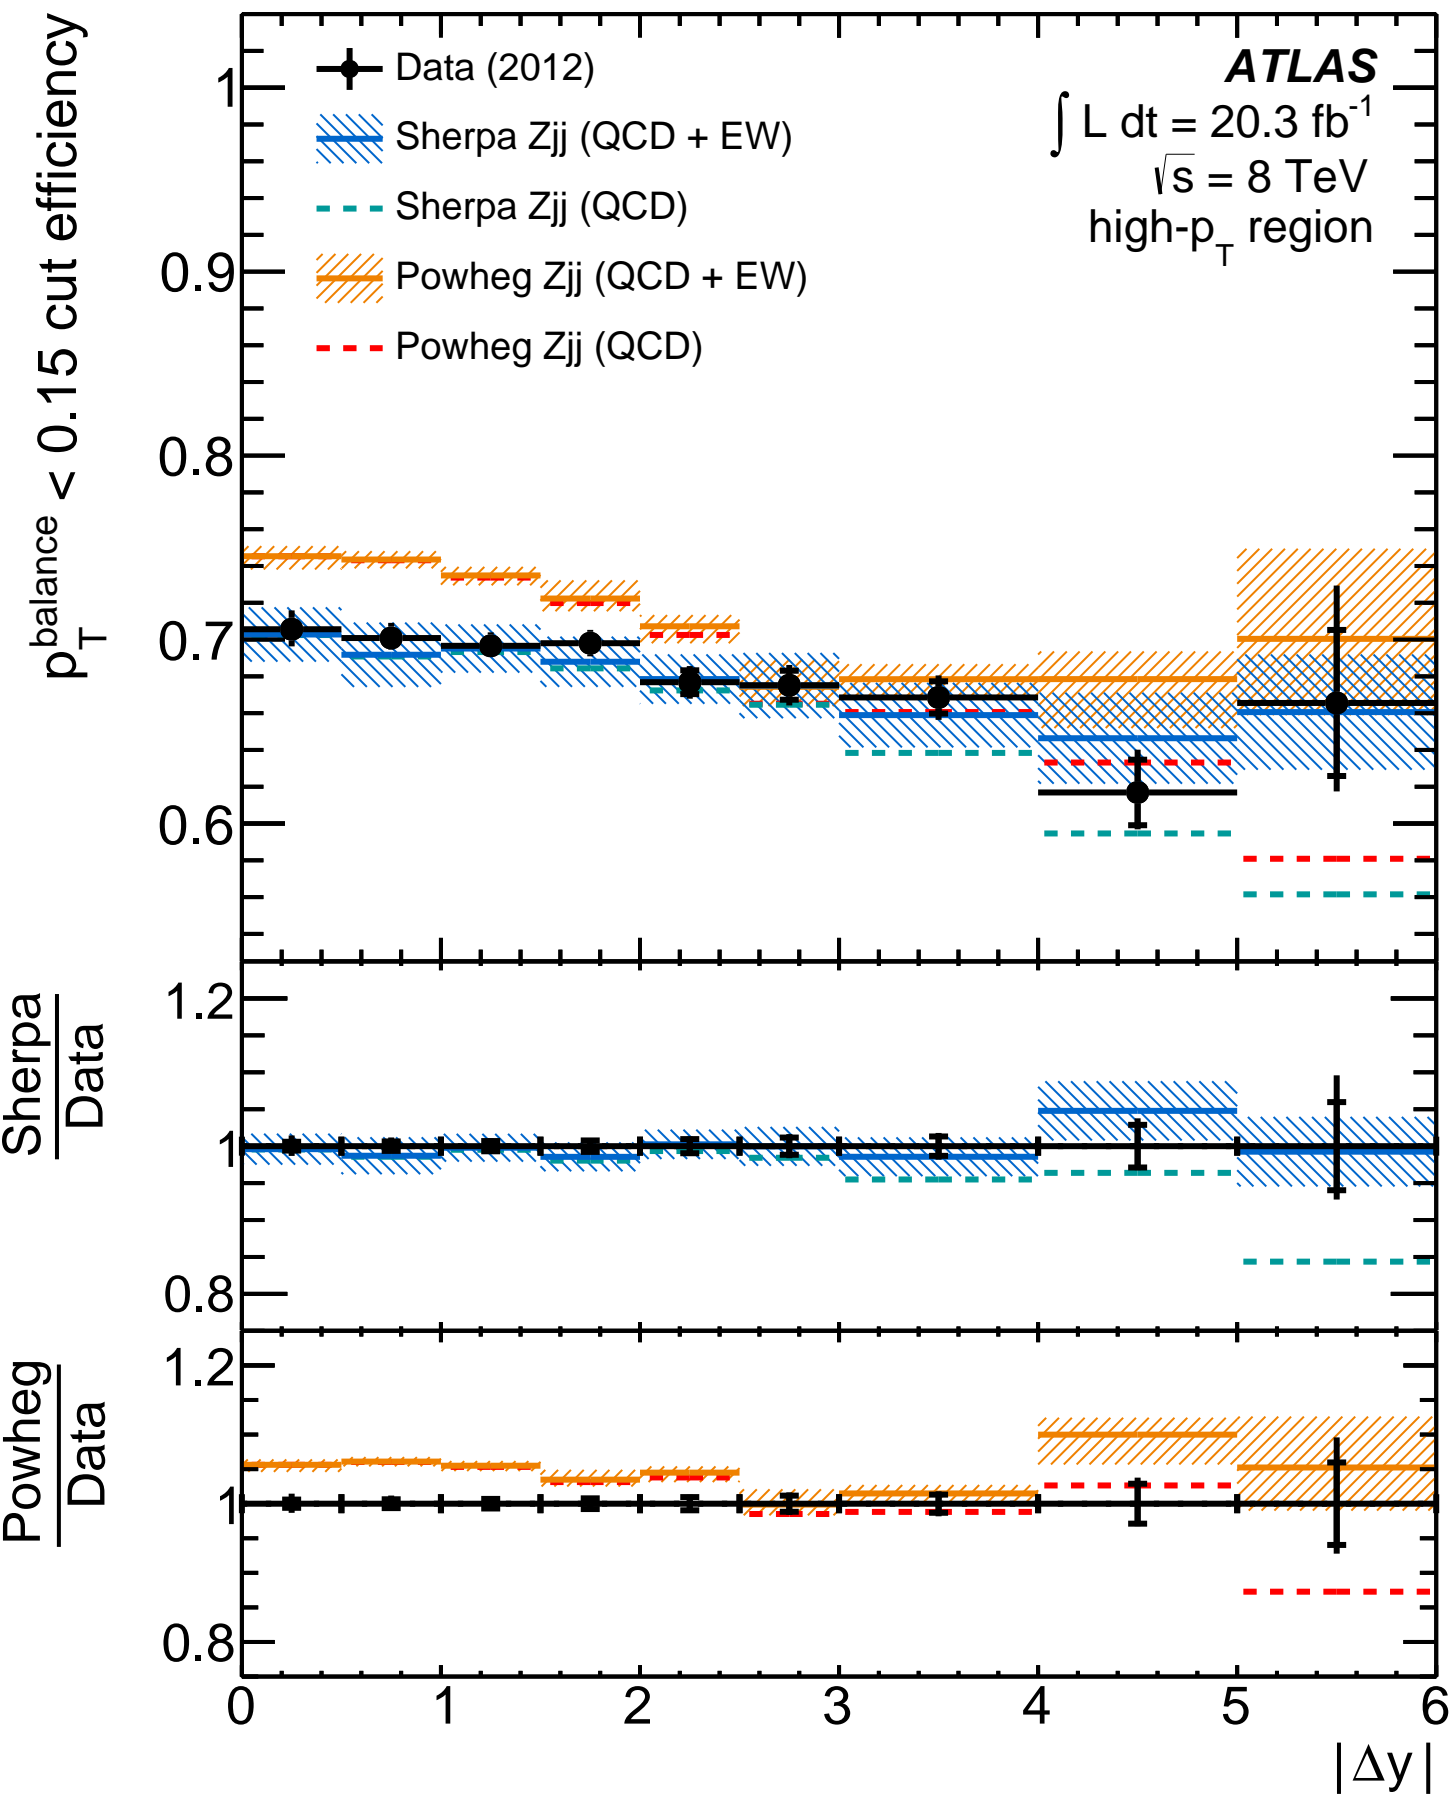 p_T^balance < 0.15 cut efficiency
1
0.9
0.8
0.7
0.6
Data (2012)
Sherpa Zjj (QCD + EW)
Sherpa Zjj (QCD)
Powheg Zjj (QCD + EW)
Powheg Zjj (QCD)
ATLAS
∫ L dt = 20.3 fb⁻¹
√s = 8 TeV
high-p_T region
Sherpa
Data
1.2
1
0.8
Powheg
Data
1.2
1
0.8
0 1 2 3 4 5 6
|Δy|